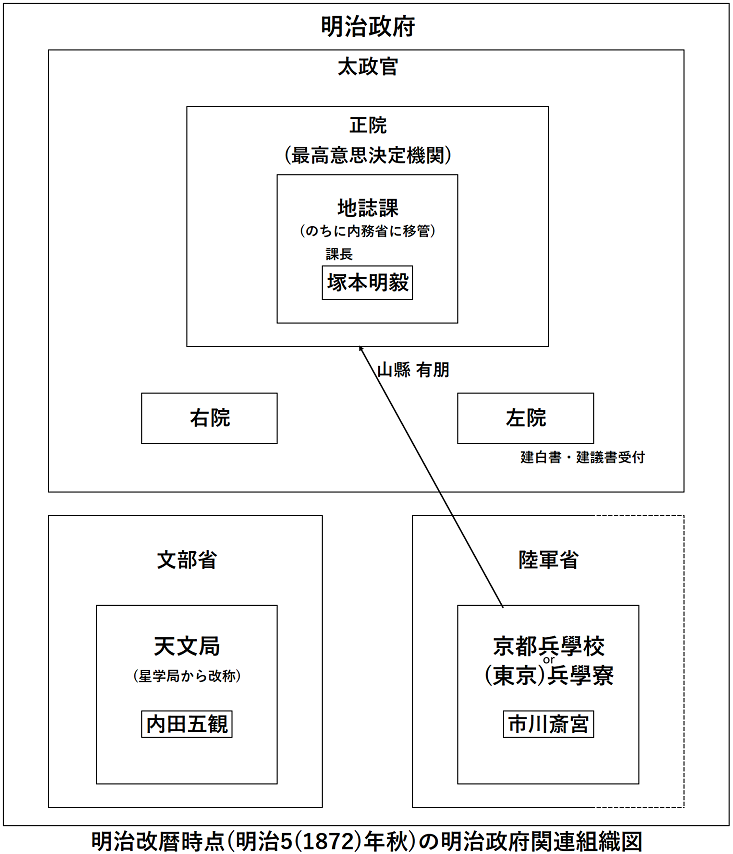 明治政府
太政官
正院
(最高意思決定機関)
地誌課
(のちに内務省に移管)
課長
塚本明毅
山縣 有朋
右院
左院
建白書・建議書受付
文部省
天文局
(星学局から改称)
内田五観
陸軍省
京都兵學校
or
(東京)兵學寮
市川斎宮
明治改暦時点(明治5(1872)年秋)の明治政府関連組織図